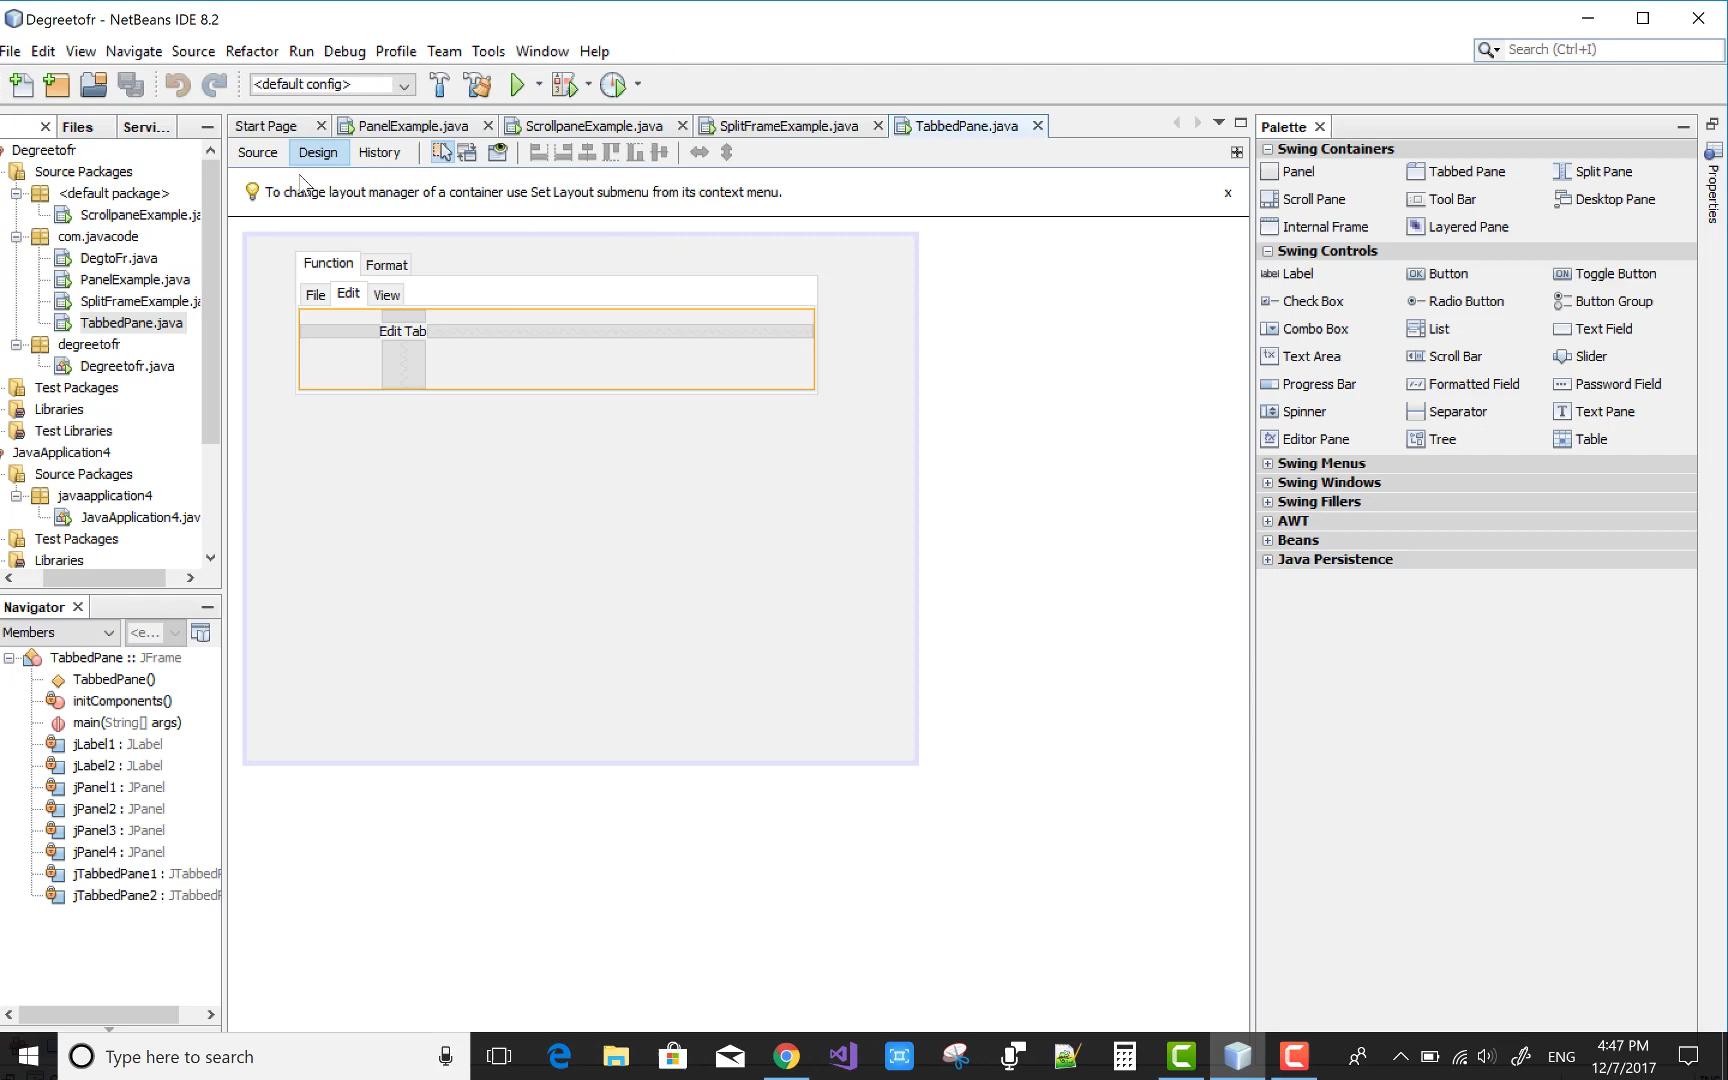 Degreetofr - NetBeans IDE 8.2
File Edit View Navigate Source Refactor Run Debug Profile Team Tools Window Help
Search (Ctrl+I)
<default config>
Files Servi...
Start Page PanelExample.java ScrollpaneExample.java SplitFrameExample.java TabbedPane.java
Source Design History
To change layout manager of a container use Set Layout submenu from its context menu.
x
Degreetofr
Source Packages
<default package>
ScrollpaneExample.ja
com.javacode
DegtoFr.java
PanelExample.java
SplitFrameExample.ja
TabbedPane.java
degreetofr
Degreetofr.java
Test Packages
Libraries
Test Libraries
JavaApplication4
Source Packages
javaapplication4
JavaApplication4.jav
Test Packages
Libraries
Navigator
Members <e...
TabbedPane :: JFrame
TabbedPane()
initComponents()
main(String[] args)
jLabel1 : JLabel
jLabel2 : JLabel
jPanel1 : JPanel
jPanel2 : JPanel
jPanel3 : JPanel
jPanel4 : JPanel
jTabbedPane1 : JTabbedP
jTabbedPane2 : JTabbedP
Function Format
File Edit View
Edit Tab
Palette
Swing Containers
Panel Tabbed Pane Split Pane
Scroll Pane Tool Bar Desktop Pane
Internal Frame Layered Pane
Swing Controls
label Label OK Button ON Toggle Button
Check Box Radio Button Button Group
Combo Box List Text Field
Text Area Scroll Bar Slider
Progress Bar Formatted Field Password Field
Spinner Separator Text Pane
Editor Pane Tree Table
Swing Menus
Swing Windows
Swing Fillers
AWT
Beans
Java Persistence
Properties
Type here to search
ENG
4:47 PM
12/7/2017